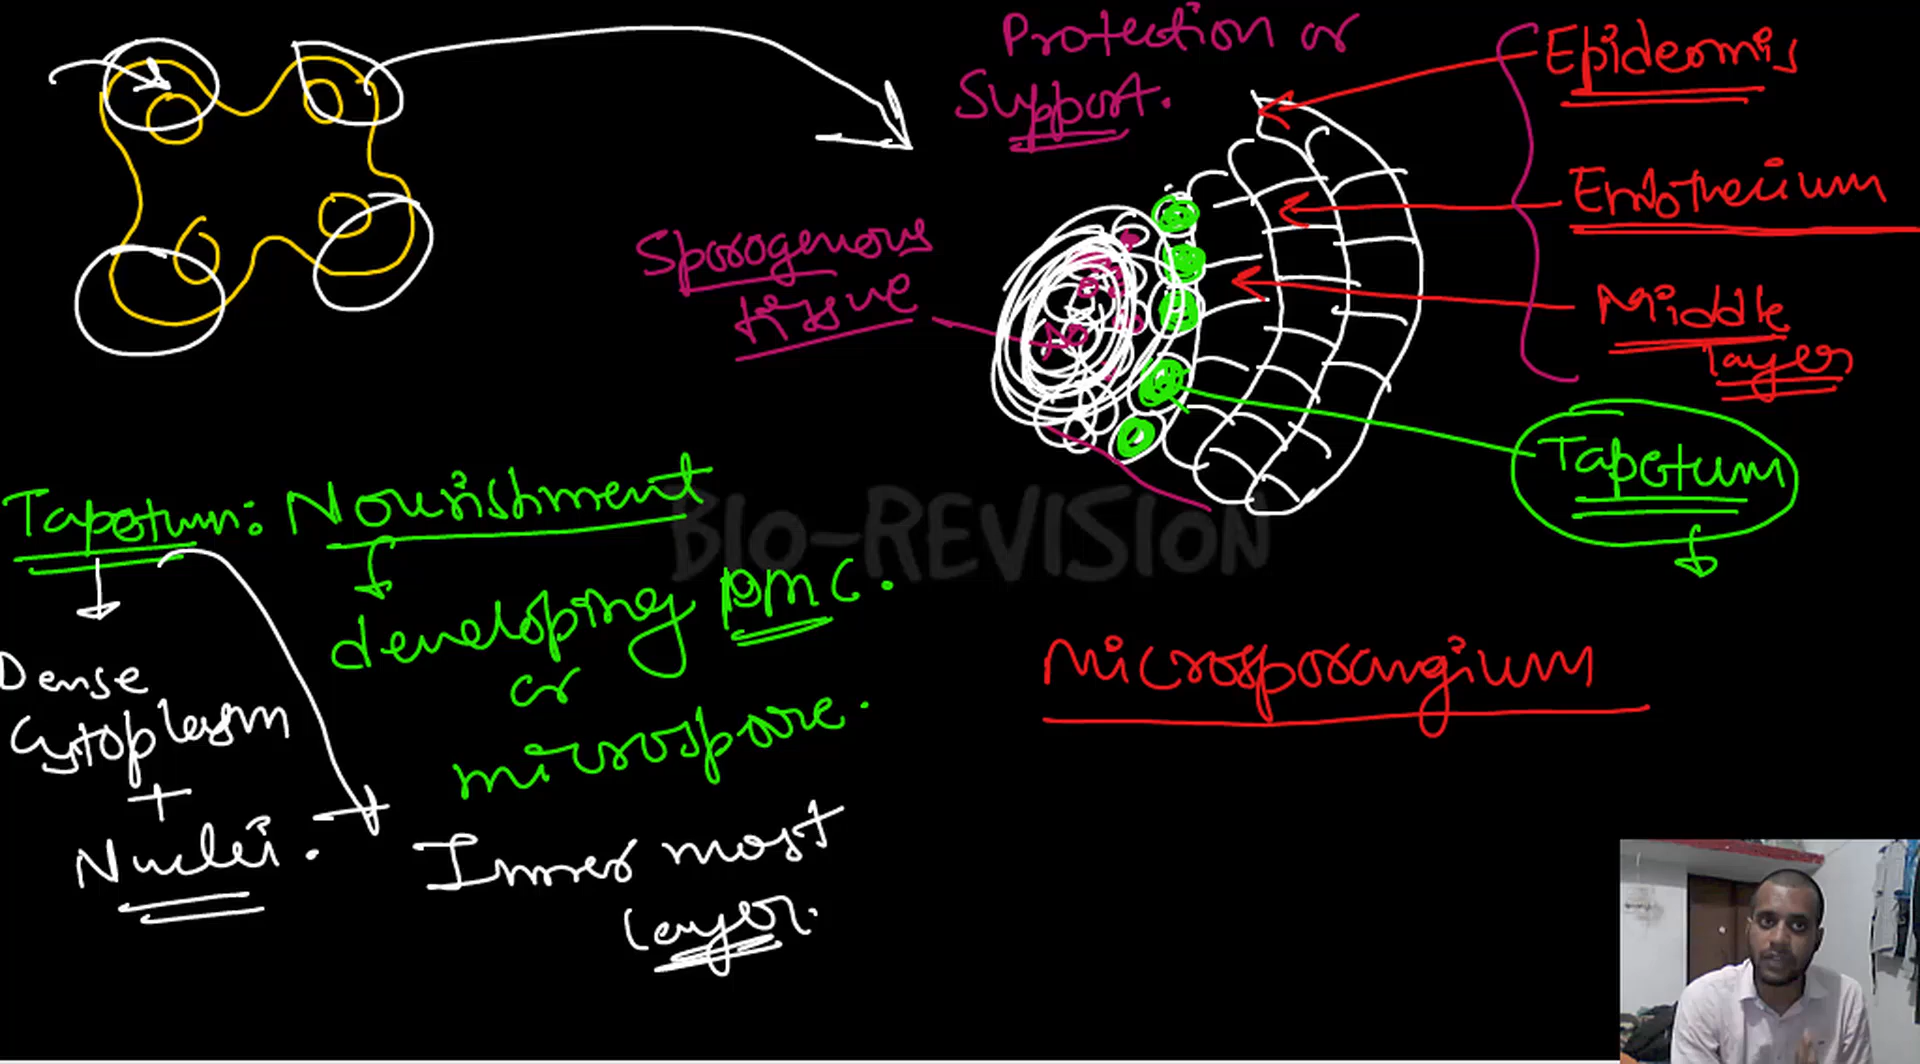 Protection or
Support.
Epidermis
Endothecium
Middle
layer
Tapetum
Sporogenous
tissue
Tapetum: Nourishment
developing PMC.
or
microspore.
Dense
Cytoplasm
+
Nuclei.
Inner most
layer.
Microsporangium
BIO-REVISION